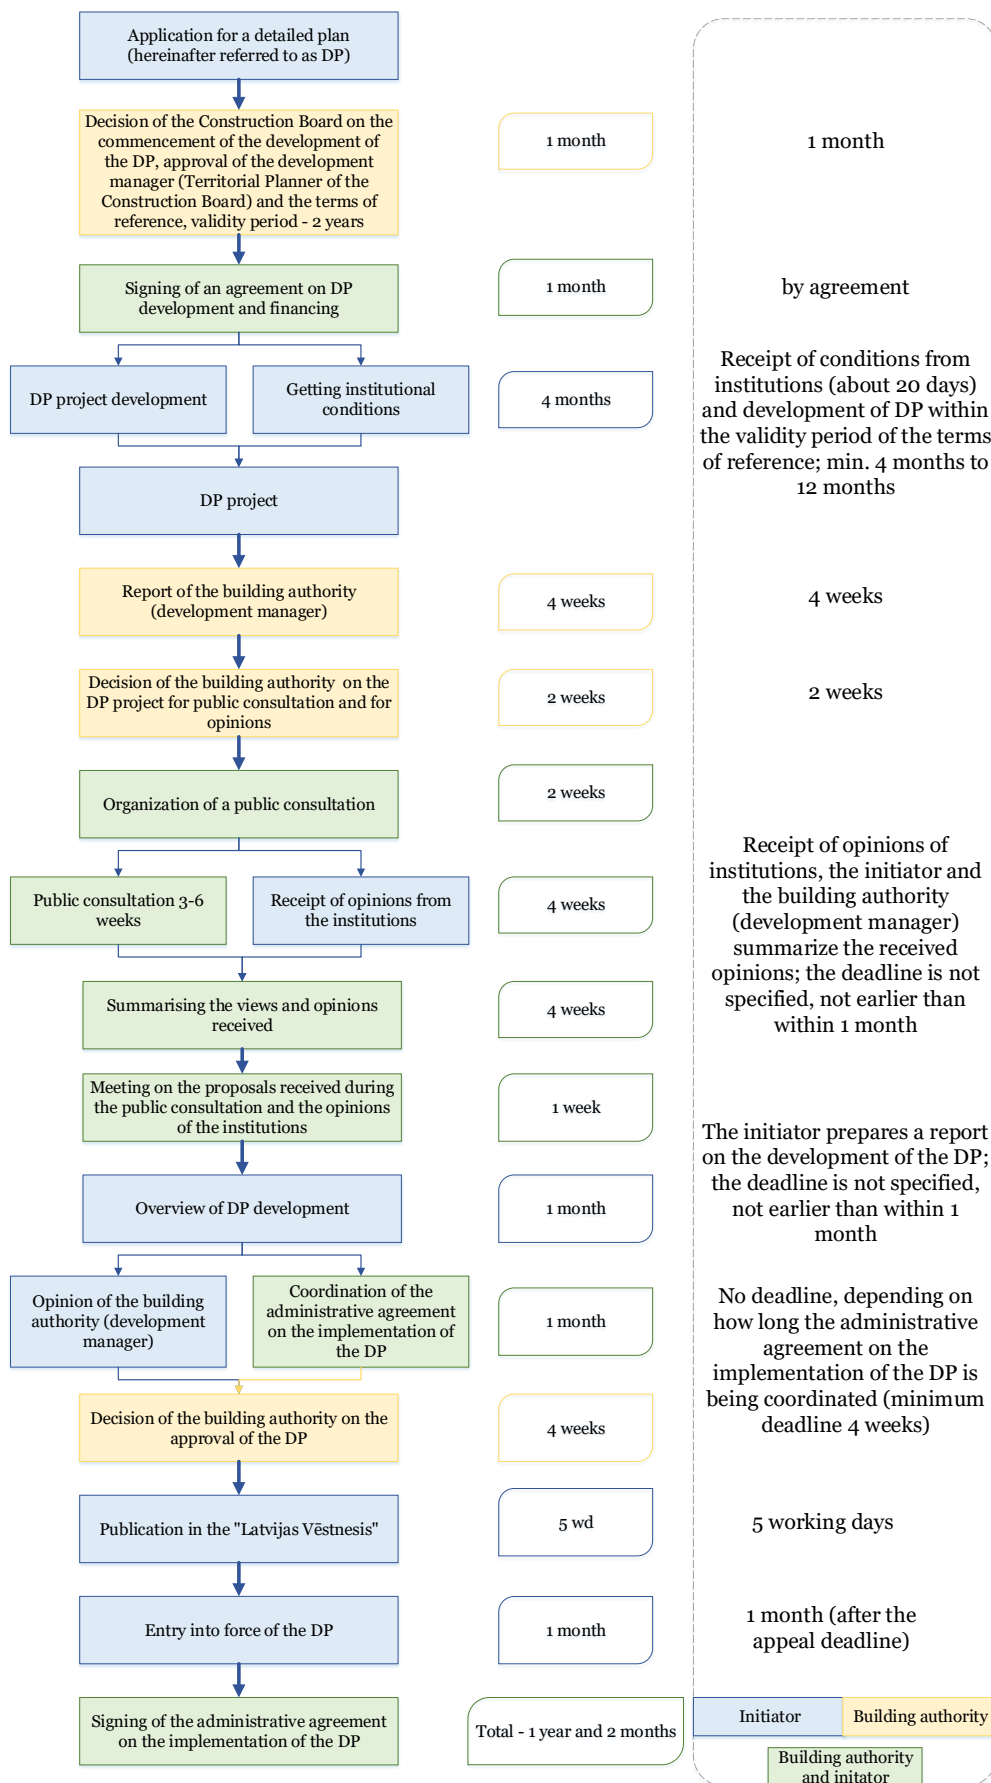 Application for a detailed plan
(hereinafter referred to as DP)
Decision of the Construction Board on the
commencement of the development of
the DP, approval of the development
manager (Territorial Planner of the
Construction Board) and the terms of
reference, validity period - 2 years
1 month
1 month
Signing of an agreement on DP
development and financing
1 month
by agreement
DP project development
Getting institutional
conditions
4 months
Receipt of conditions from
institutions (about 20 days)
and development of DP within
the validity period of the terms
of reference; min. 4 months to
12 months
DP project
Report of the building authority
(development manager)
4 weeks
4 weeks
Decision of the building authority on the
DP project for public consultation and for
opinions
2 weeks
2 weeks
Organization of a public consultation
2 weeks
Public consultation 3-6
weeks
Receipt of opinions from
the institutions
4 weeks
Receipt of opinions of
institutions, the initiator and
the building authority
(development manager)
summarize the received
opinions; the deadline is not
specified, not earlier than
within 1 month
Summarising the views and opinions
received
4 weeks
Meeting on the proposals received during
the public consultation and the opinions
of the institutions
1 week
The initiator prepares a report
on the development of the DP;
the deadline is not specified,
not earlier than within 1
month
Overview of DP development
1 month
Opinion of the building
authority (development
manager)
Coordination of the
administrative agreement
on the implementation of
the DP
1 month
No deadline, depending on
how long the administrative
agreement on the
implementation of the DP is
being coordinated (minimum
deadline 4 weeks)
Decision of the building authority on the
approval of the DP
4 weeks
Publication in the "Latvijas Vēstnesis"
5 wd
5 working days
Entry into force of the DP
1 month
1 month (after the
appeal deadline)
Signing of the administrative agreement
on the implementation of the DP
Total - 1 year and 2 months
Initiator
Building authority
Building authority
and initator